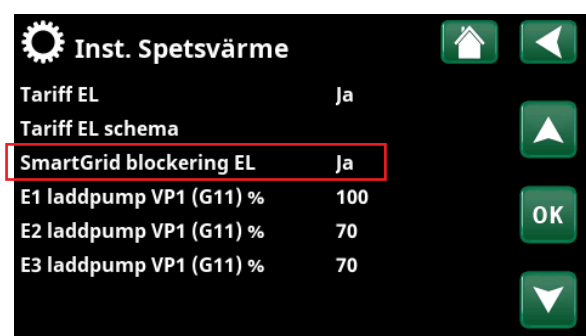 Inst. Spetsvärme
Tariff EL Ja
Tariff EL schema
SmartGrid blockering EL Ja
E1 laddpump VP1 (G11) % 100
E2 laddpump VP1 (G11) % 70
E3 laddpump VP1 (G11) % 70
OK